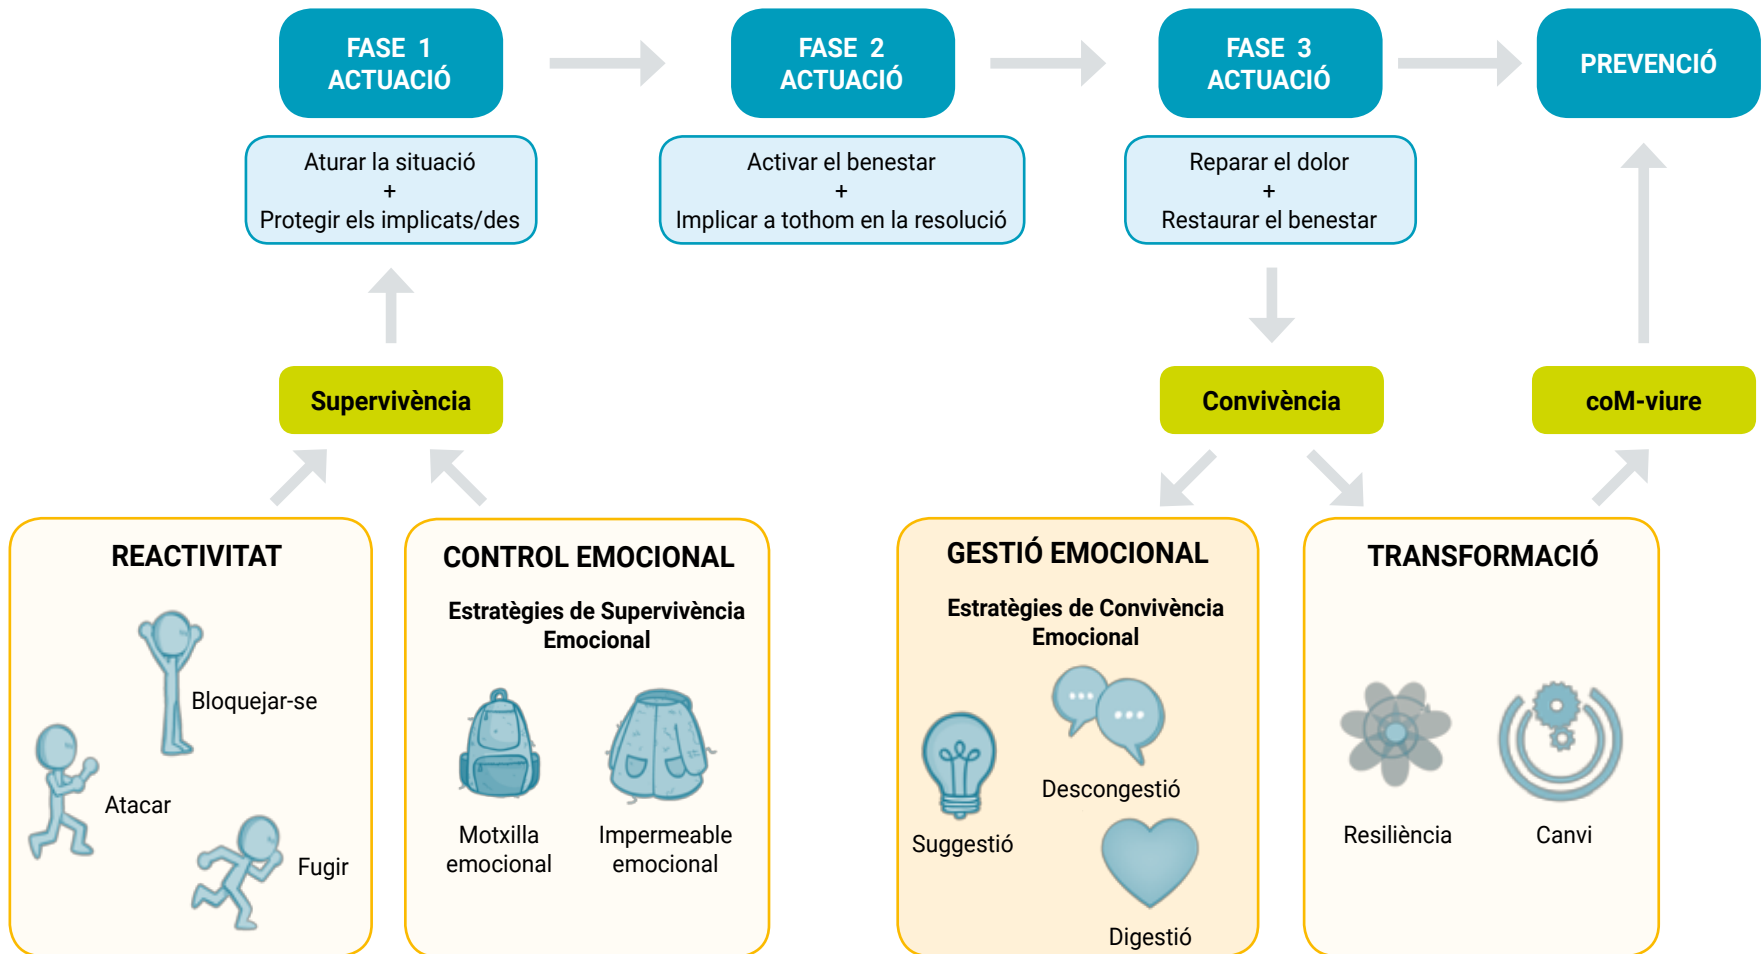 FASE 1
ACTUACIÓ
FASE 2
ACTUACIÓ
FASE 3
ACTUACIÓ
PREVENCIÓ
Aturar la situació
+
Protegir els implicats/des
Activar el benestar
+
Implicar a tothom en la resolució
Reparar el dolor
+
Restaurar el benestar
Supervivència
Convivència
coM-viure
REACTIVITAT
Bloquejar-se
Atacar
Fugir
CONTROL EMOCIONAL
Estratègies de Supervivència
Emocional
Motxilla
emocional
Impermeable
emocional
GESTIÓ EMOCIONAL
Estratègies de Convivència
Emocional
Descongestió
Suggestió
Digestió
TRANSFORMACIÓ
Resiliència
Canvi